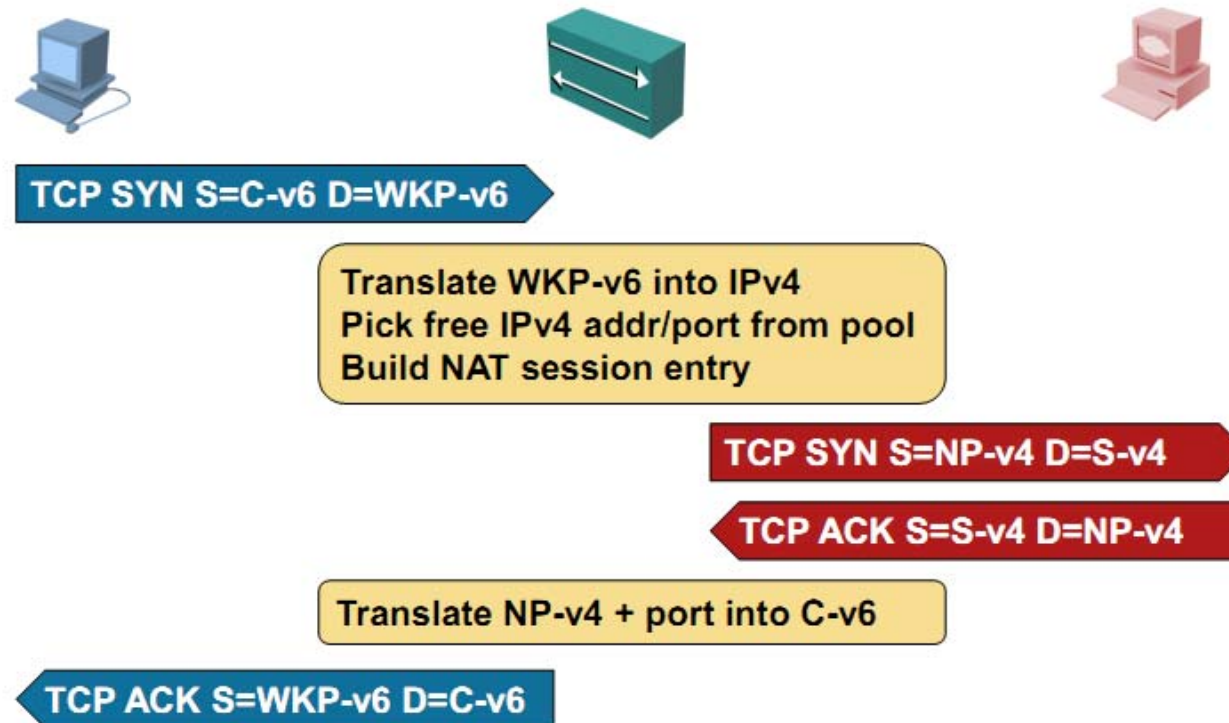 TCP SYN S=C-v6 D=WKP-v6
Translate WKP-v6 into IPv4
Pick free IPv4 addr/port from pool
Build NAT session entry
TCP SYN S=NP-v4 D=S-v4
TCP ACK S=S-v4 D=NP-v4
Translate NP-v4 + port into C-v6
TCP ACK S=WKP-v6 D=C-v6